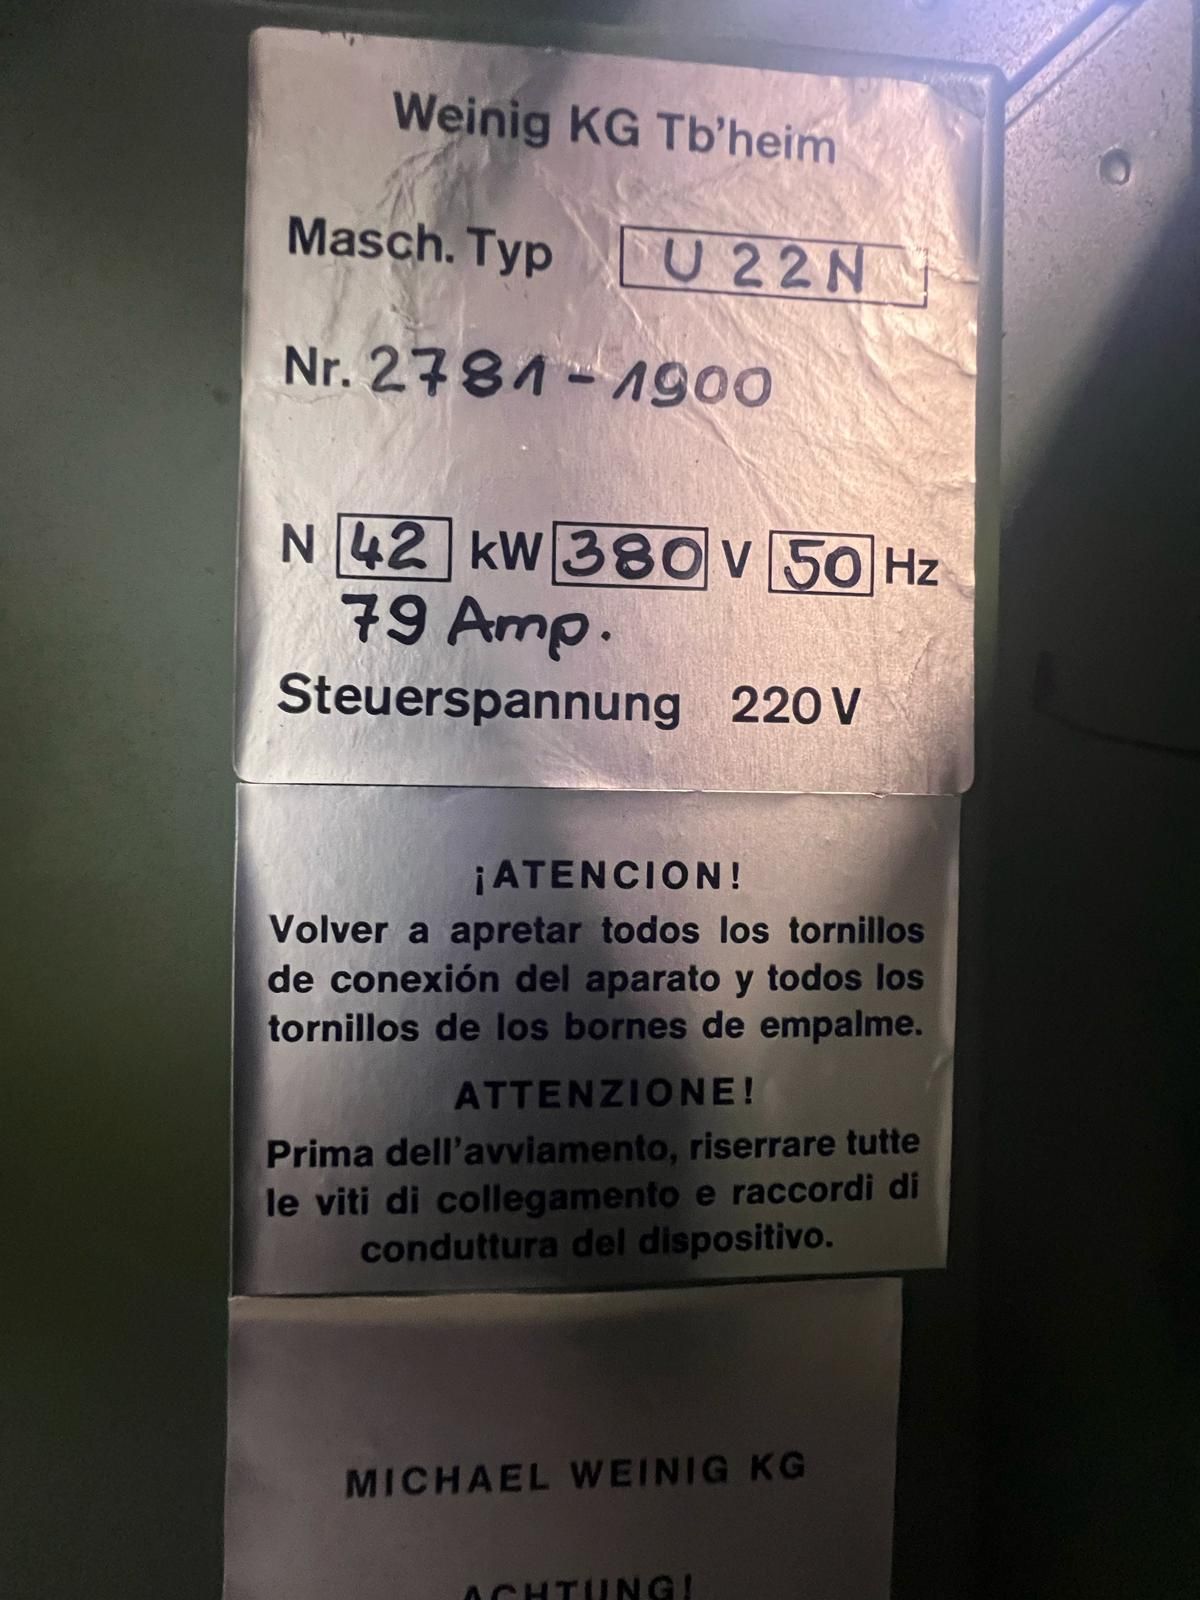 Weinig KG Tb'heim
Masch. Typ U 22N
Nr. 2781-1900
N 42 kW 380 V 50 Hz
79 Amp.
Steuerspannung 220 V
¡ATENCION!
Volver a apretar todos los tornillos
de conexión del aparato y todos los
tornillos de los bornes de empalme.
ATTENZIONE!
Prima dell'avviamento, riserrare tutte
le viti di collegamento e raccordi di
conduttura del dispositivo.
MICHAEL WEINIG KG
ACHTUNG!